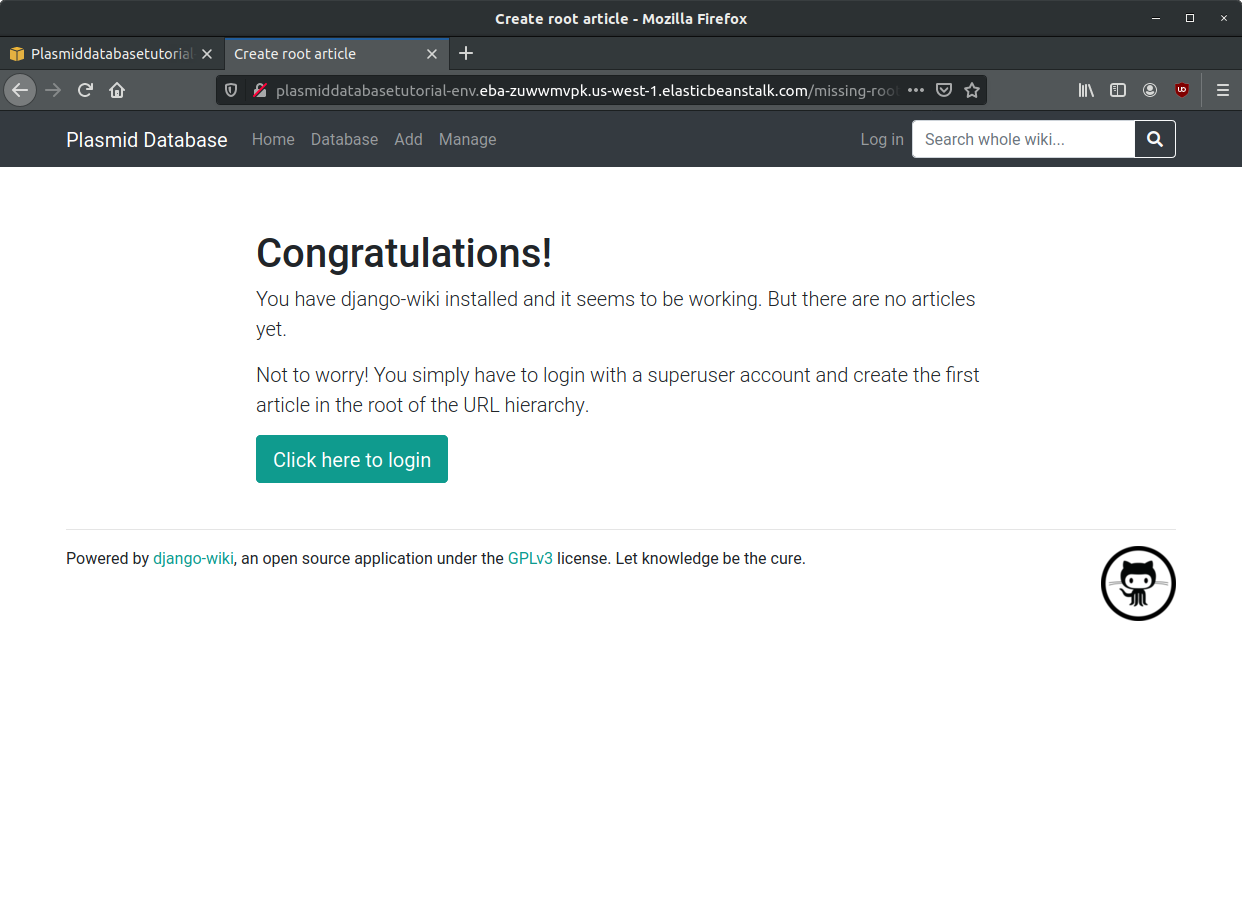 Create root article - Mozilla Firefox
Plasmiddatabasetutorial
Create root article
plasmiddatabasetutorial-env.eba-zuwwmvpk.us-west-1.elasticbeanstalk.com/missing-roo
Plasmid Database Home Database Add Manage Log in Search whole wiki...
Congratulations!
You have django-wiki installed and it seems to be working. But there are no articles
yet.
Not to worry! You simply have to login with a superuser account and create the first
article in the root of the URL hierarchy.
Click here to login
Powered by django-wiki, an open source application under the GPLv3 license. Let knowledge be the cure.